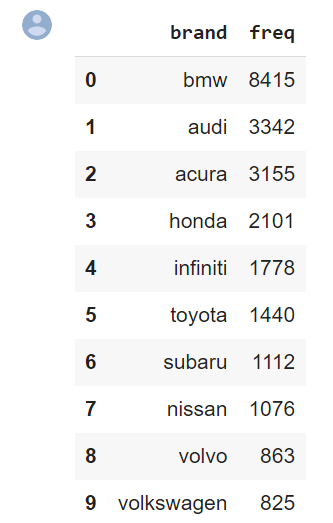 brand freq
0 bmw 8415
1 audi 3342
2 acura 3155
3 honda 2101
4 infiniti 1778
5 toyota 1440
6 subaru 1112
7 nissan 1076
8 volvo 863
9 volkswagen 825